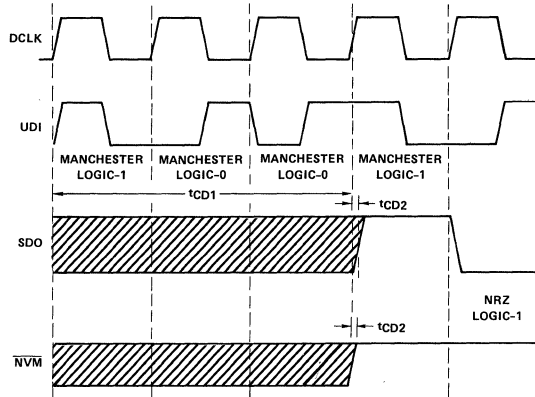 DCLK
UDI
MANCHESTER LOGIC-1
MANCHESTER LOGIC-0
MANCHESTER LOGIC-0
MANCHESTER LOGIC-1
tCD1
tCD2
SDO
NRZ LOGIC-1
tCD2
NVM